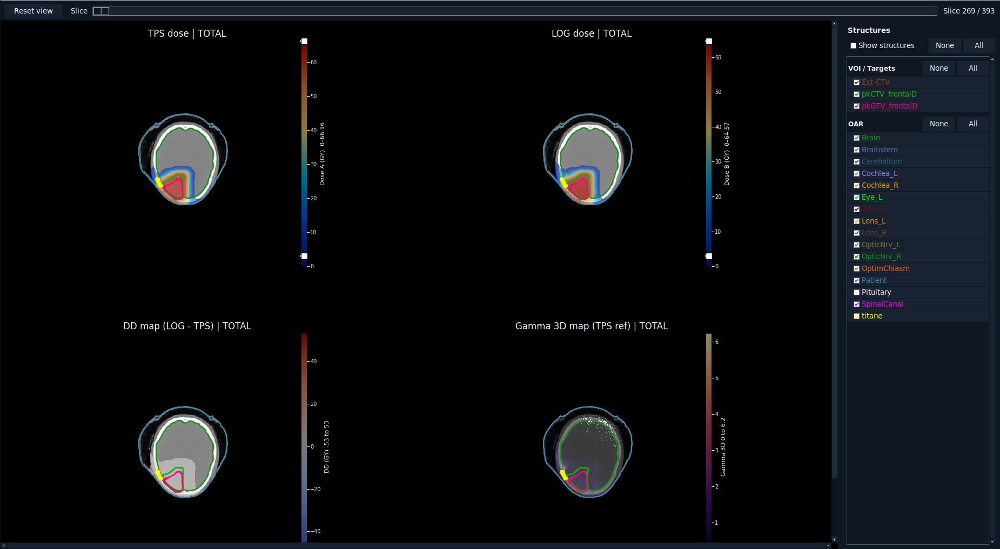 Reset view
Slice
Slice 269 / 393
TPS dose | TOTAL
60
50
40
30
20
10
0
Dose A (GY) 0–66.16
LOG dose | TOTAL
60
50
40
30
20
10
0
Dose B (GY) 0–64.57
DD map (LOG - TPS) | TOTAL
40
20
0
−20
−40
DD (GY) -53 to 53
Gamma 3D map (TPS ref) | TOTAL
6
5
4
3
2
1
Gamma 3D 0 to 6.2
Structures
Show structures
None
All
VOI / Targets
None
All
Ext-CTV
pkCTV_frontalD
pkGTV_frontalD
OAR
None
All
Brain
Brainstem
Cerebellum
Cochlea_L
Cochlea_R
Eye_L
Eye_R
Lens_L
Lens_R
OpticNrv_L
OpticNrv_R
OptimChiasm
Patient
Pituitary
SpinalCanal
titane